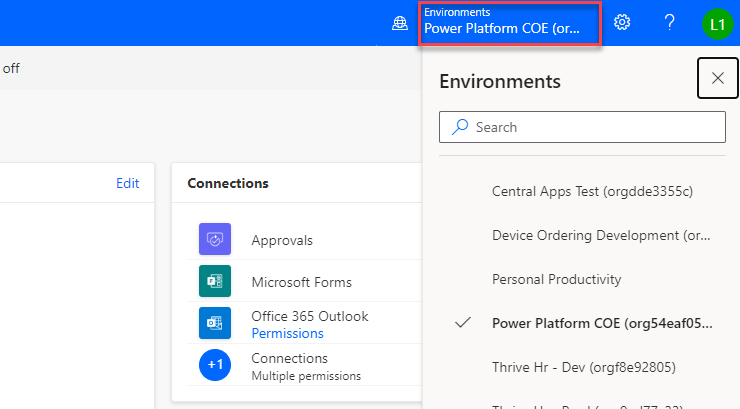 Environments
Power Platform COE (or...
L1
off
Environments
Search
Edit
Connections
Approvals
Microsoft Forms
Office 365 Outlook
Permissions
+1
Connections
Multiple permissions
Central Apps Test (orgdde3355c)
Device Ordering Development (or...
Personal Productivity
Power Platform COE (org54eaf05...
Thrive Hr - Dev (orgf8e92805)